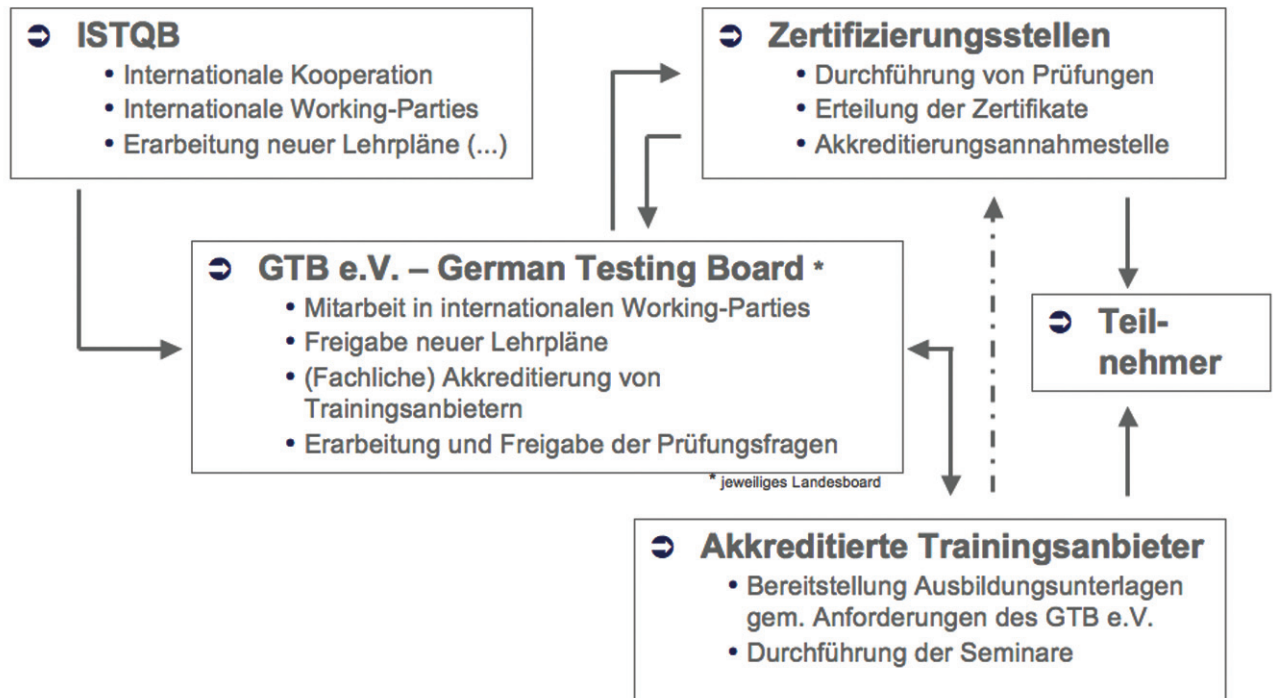 ISTQB
• Internationale Kooperation
• Internationale Working-Parties
• Erarbeitung neuer Lehrpläne (...)
Zertifizierungsstellen
• Durchführung von Prüfungen
• Erteilung der Zertifikate
• Akkreditierungsannahmestelle
GTB e.V. – German Testing Board *
• Mitarbeit in internationalen Working-Parties
• Freigabe neuer Lehrpläne
• (Fachliche) Akkreditierung von
Trainingsanbietern
• Erarbeitung und Freigabe der Prüfungsfragen
* jeweiliges Landesboard
Teil-
nehmer
Akkreditierte Trainingsanbieter
• Bereitstellung Ausbildungsunterlagen
gem. Anforderungen des GTB e.V.
• Durchführung der Seminare